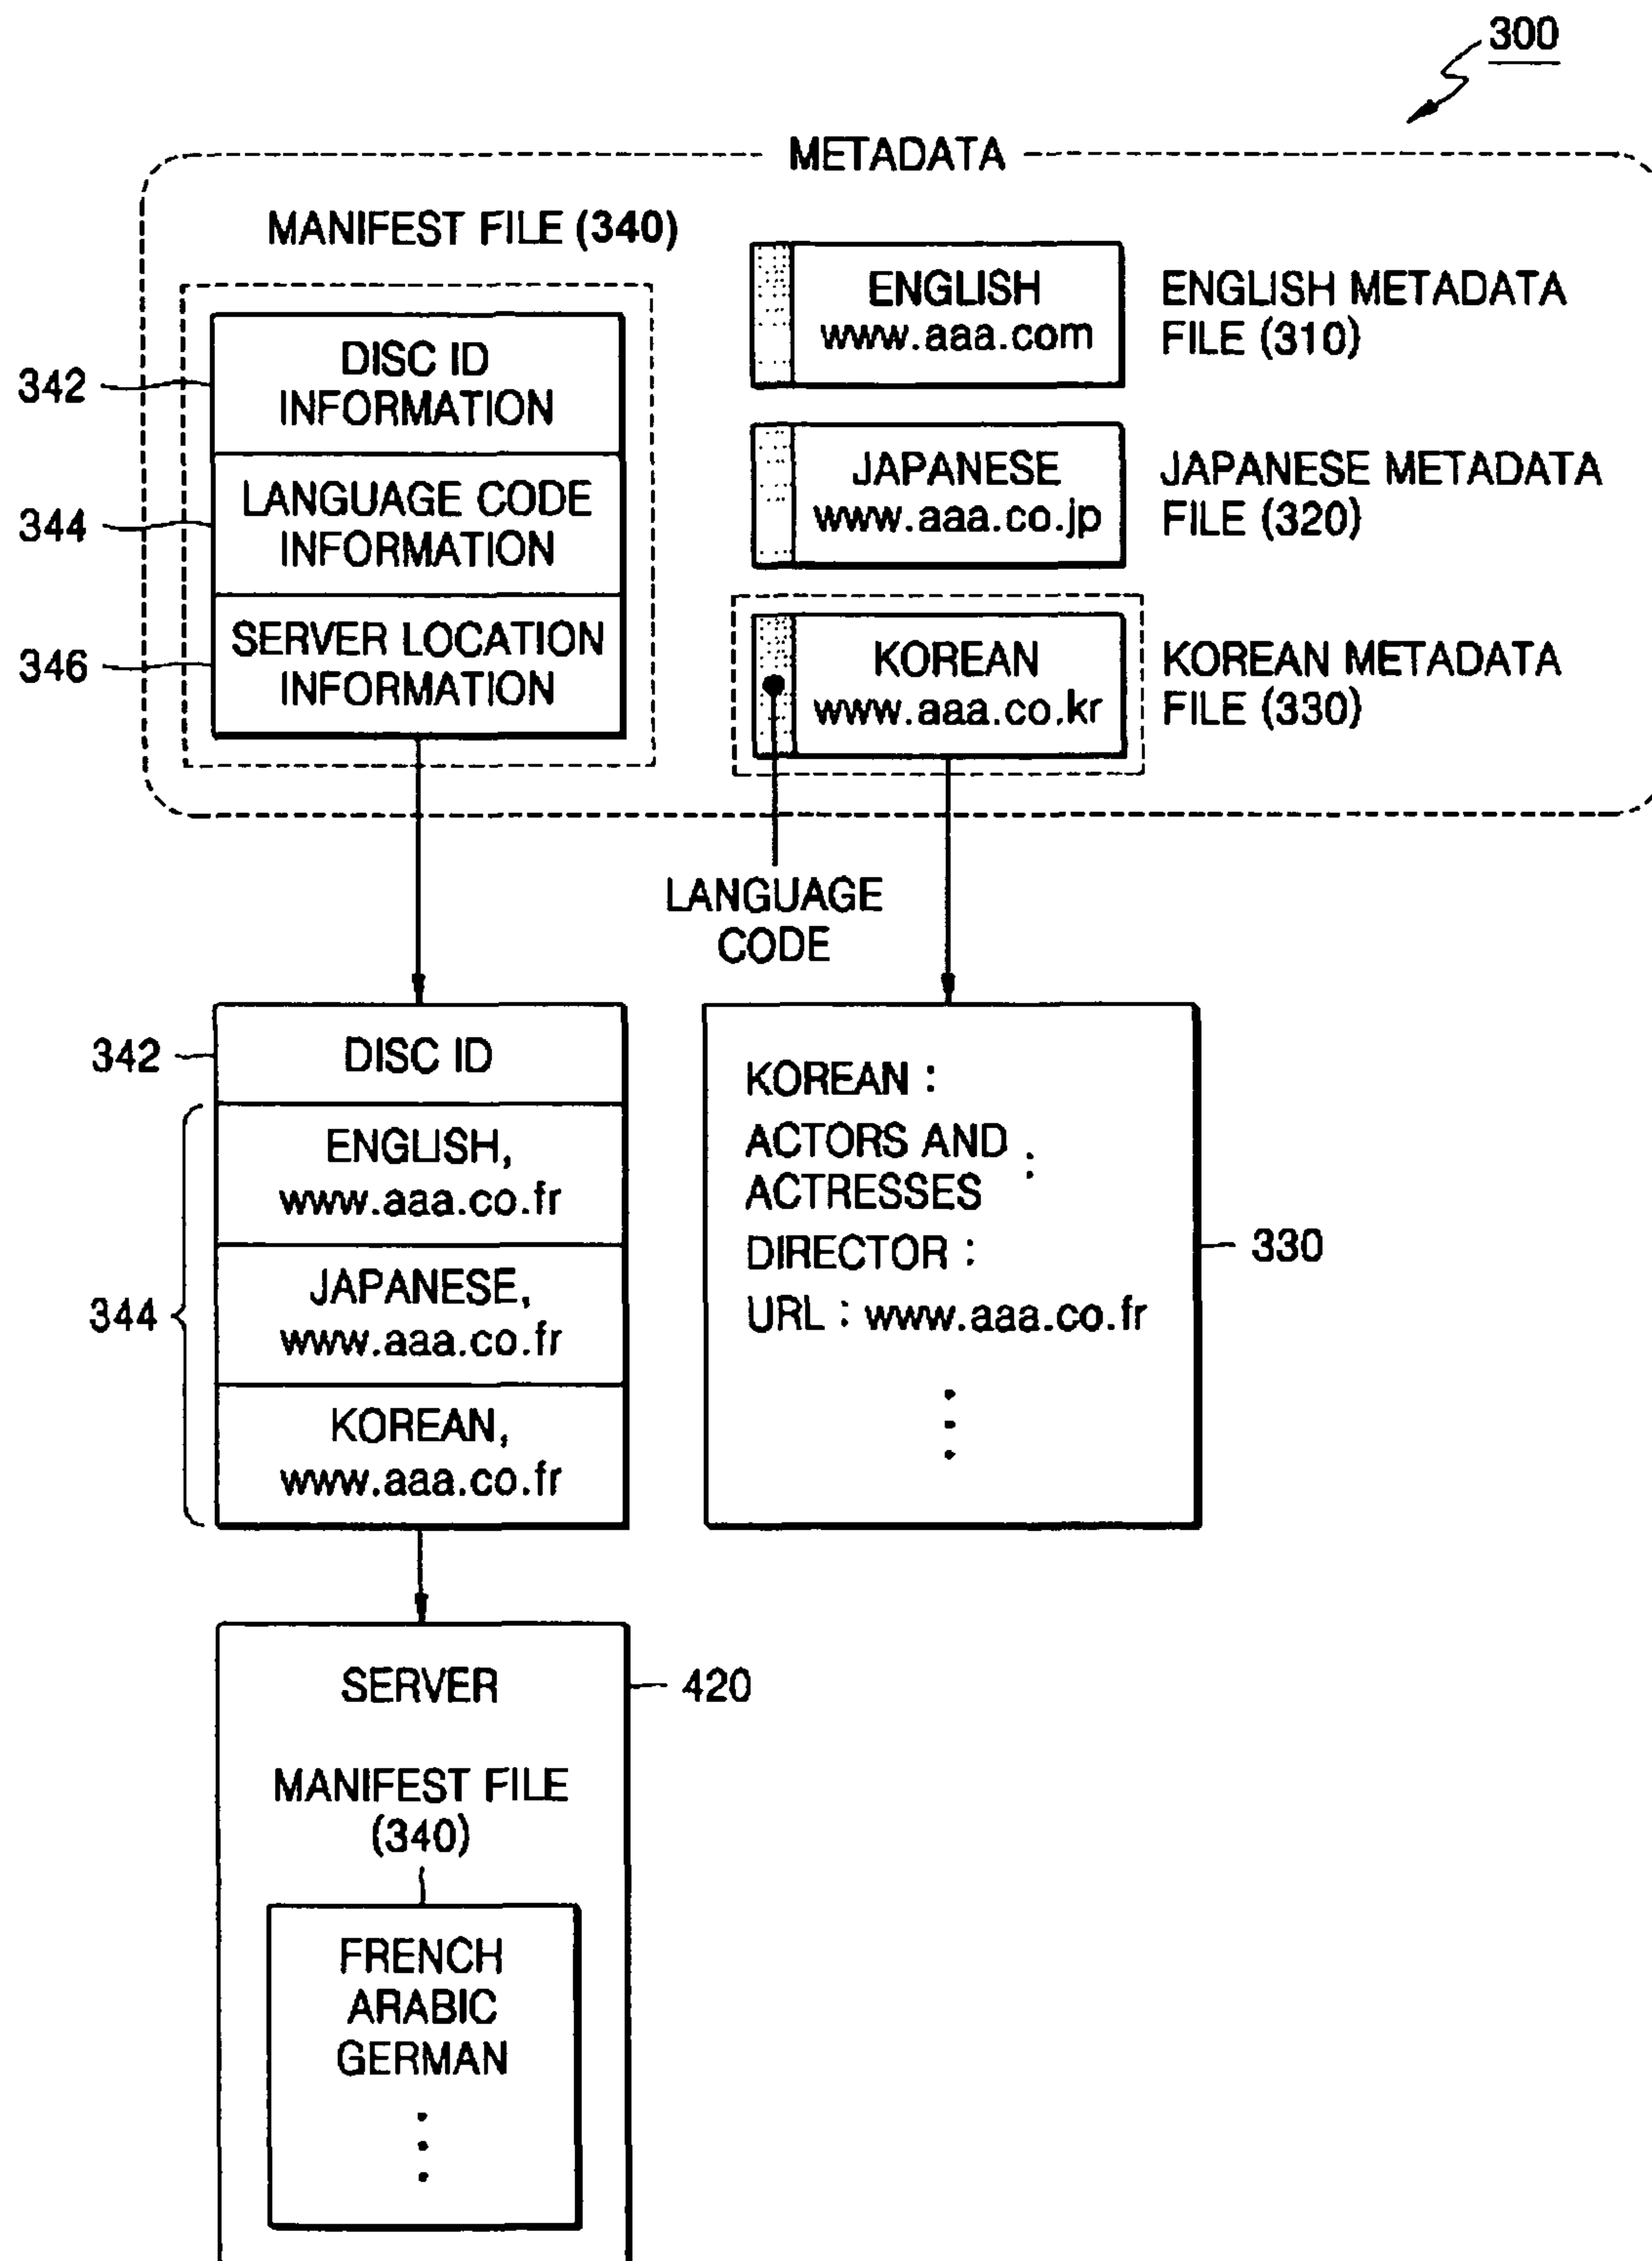 300
METADATA
MANIFEST FILE (340)
342
DISC ID
INFORMATION
344
LANGUAGE CODE
INFORMATION
346
SERVER LOCATION
INFORMATION
ENGLISH
www.aaa.com
ENGLISH METADATA
FILE (310)
JAPANESE
www.aaa.co.jp
JAPANESE METADATA
FILE (320)
KOREAN
www.aaa.co.kr
KOREAN METADATA
FILE (330)
LANGUAGE
CODE
342
DISC ID
344
ENGLISH,
www.aaa.co.fr
JAPANESE,
www.aaa.co.fr
KOREAN,
www.aaa.co.fr
KOREAN :
ACTORS AND :
ACTRESSES
DIRECTOR :
URL : www.aaa.co.fr
330
SERVER
420
MANIFEST FILE
(340)
FRENCH
ARABIC
GERMAN